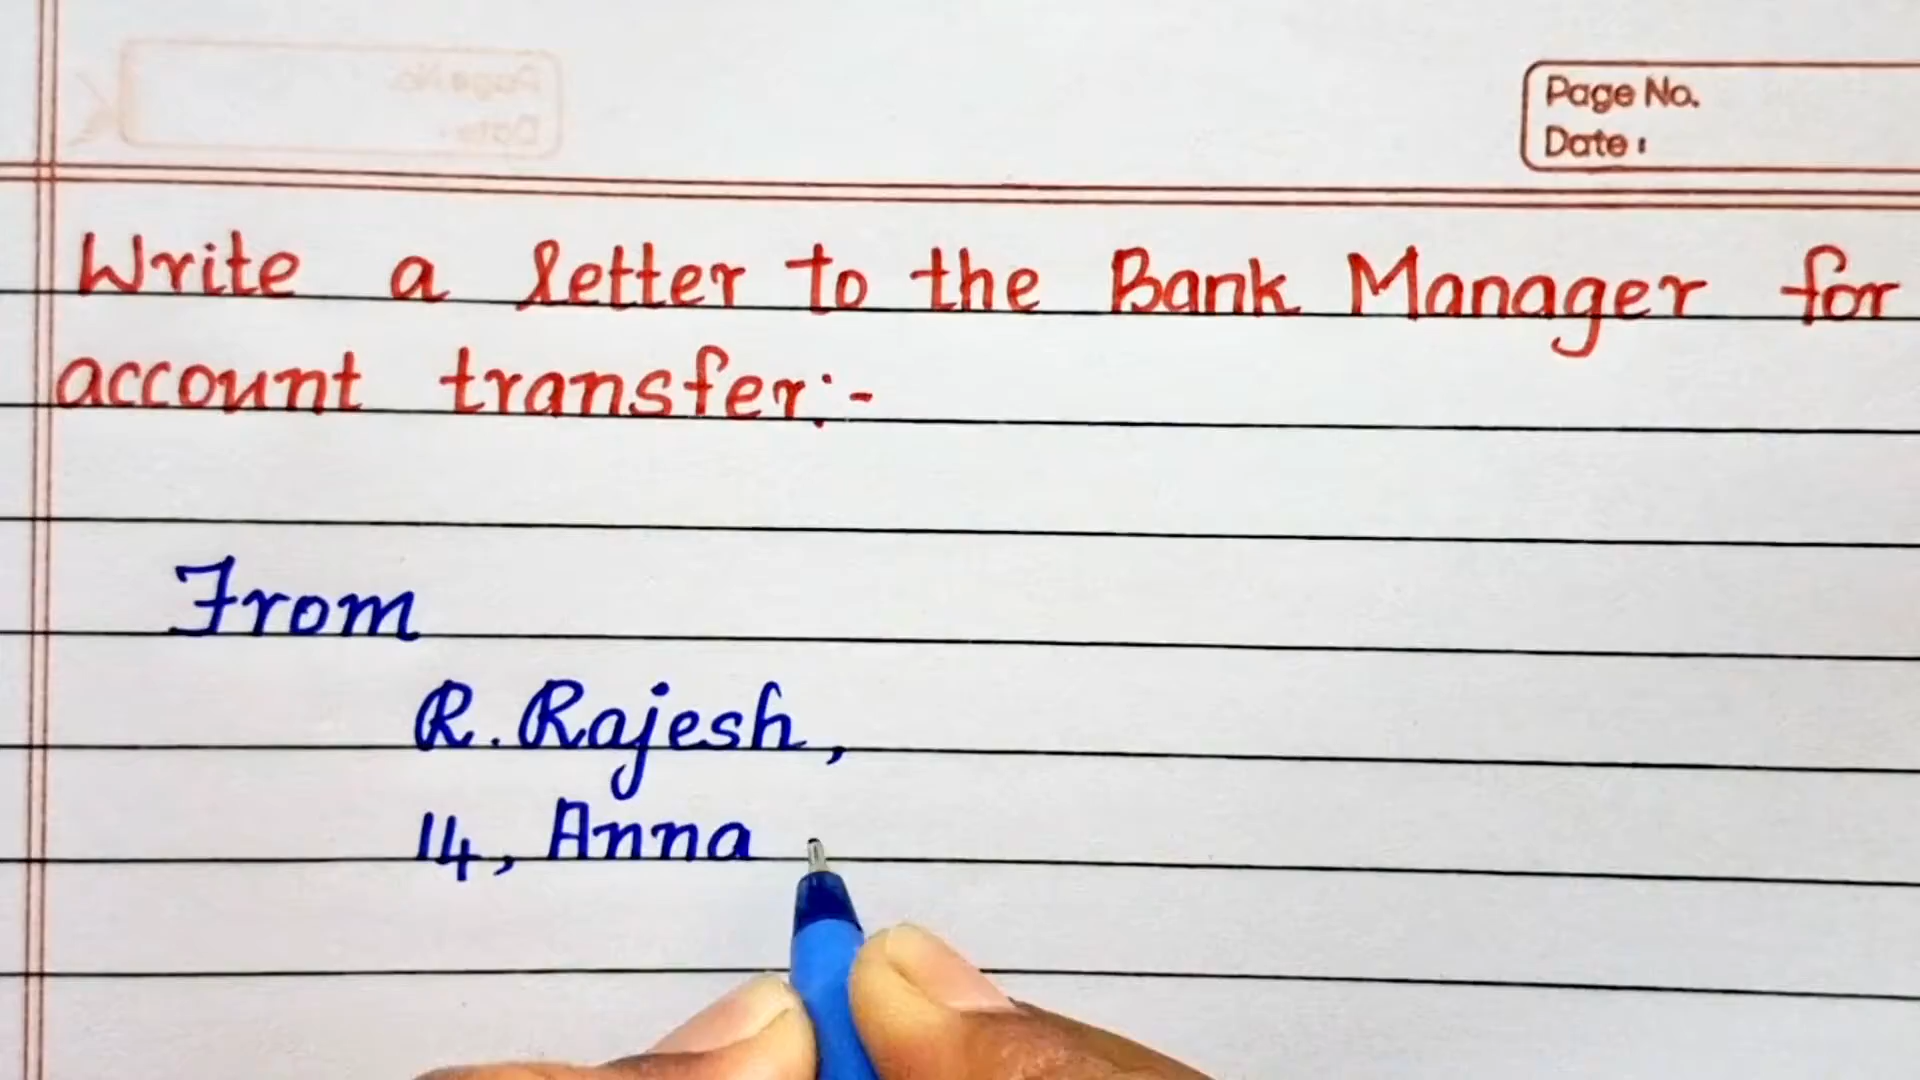 Page No.
Date :
Write a letter to the Bank Manager for
account transfer:-
From
R. Rajesh,
14, Anna